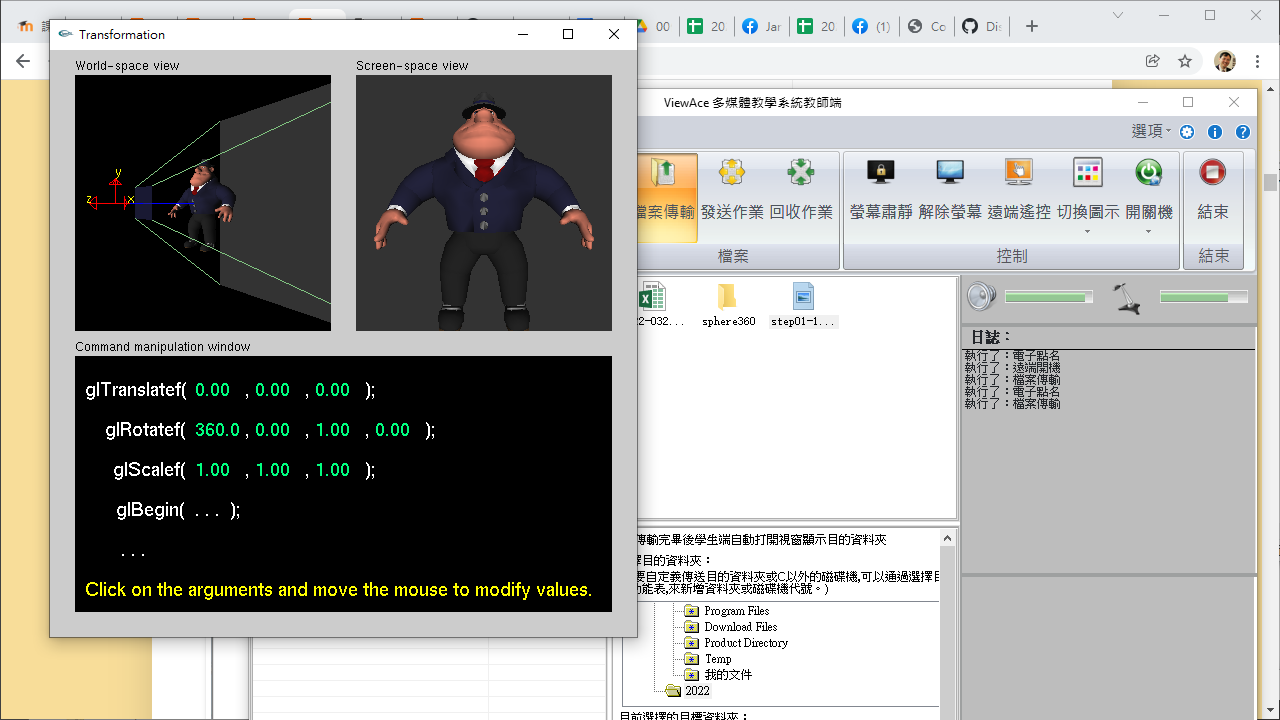 課
00
20
Jar
20
(1)
Co
Dis
Transformation
World-space view
Screen-space view
y
z
x
Command manipulation window
glTranslatef( 0.00 , 0.00 , 0.00 );
glRotatef( 360.0 , 0.00 , 1.00 , 0.00 );
glScalef( 1.00 , 1.00 , 1.00 );
glBegin( . . . );
. . .
Click on the arguments and move the mouse to modify values.
ViewAce 多媒體教學系統教師端
選項
檔案傳輸 發送作業 回收作業 螢幕肅靜 解除螢幕 遠端遙控 切換圖示 開關機 結束
檔案 控制 結束
2-032... sphere360 step01-1...
日誌：
執行了：電子點名
執行了：遠端開機
執行了：檔案傳輸
執行了：電子點名
執行了：檔案傳輸
傳輸完畢後學生端自動打開視窗顯示目的資料夾
擇目的資料夾：
要自定義傳送目的資料夾或C以外的磁碟機,可以通過選擇目
功能表,來新增資料夾或磁碟機代號。)
Program Files
Download Files
Product Directory
Temp
我的文件
2022
目前選擇的目標資料夾：